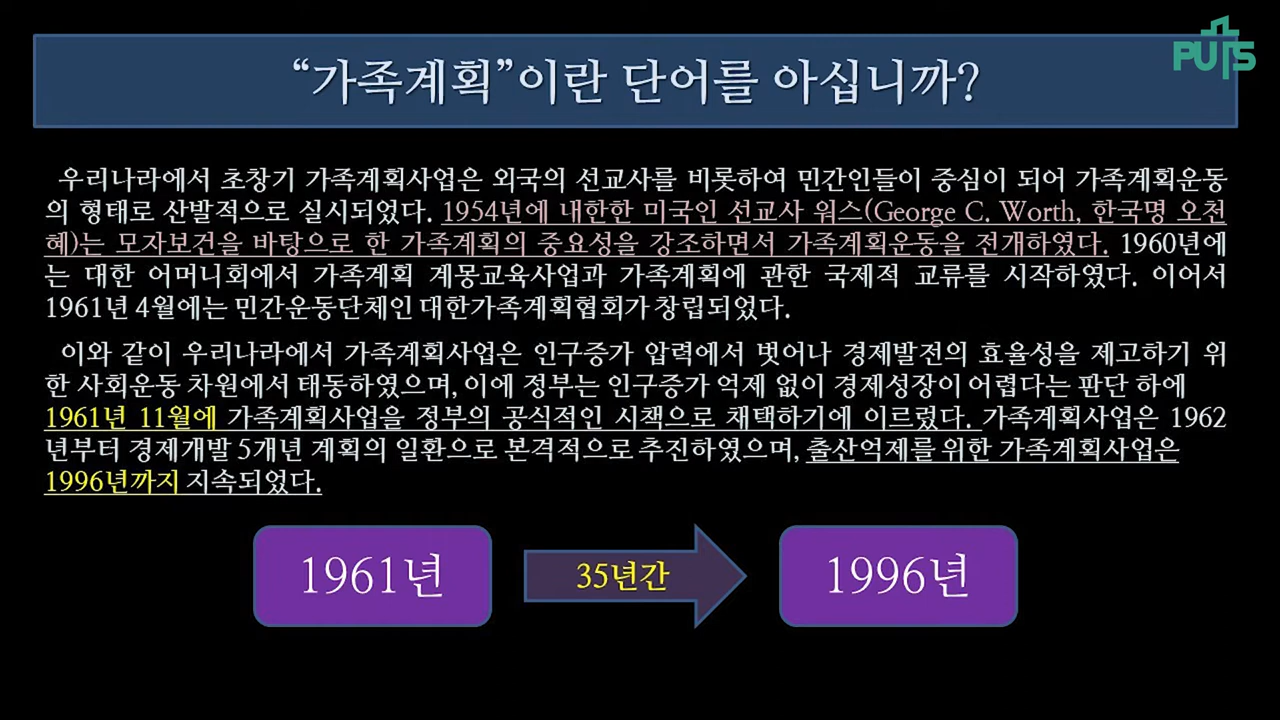 PUTS
“가족계획”이란 단어를 아십니까?
우리나라에서 초창기 가족계획사업은 외국의 선교사를 비롯하여 민간인들이 중심이 되어 가족계획운동
의 형태로 산발적으로 실시되었다. 1954년에 내한한 미국인 선교사 워스(George C. Worth, 한국명 오천
혜)는 모자보건을 바탕으로 한 가족계획의 중요성을 강조하면서 가족계획운동을 전개하였다. 1960년에
는 대한 어머니회에서 가족계획 계몽교육사업과 가족계획에 관한 국제적 교류를 시작하였다. 이어서
1961년 4월에는 민간운동단체인 대한가족계획협회가 창립되었다.
이와 같이 우리나라에서 가족계획사업은 인구증가 압력에서 벗어나 경제발전의 효율성을 제고하기 위
한 사회운동 차원에서 태동하였으며, 이에 정부는 인구증가 억제 없이 경제성장이 어렵다는 판단 하에
1961년 11월에 가족계획사업을 정부의 공식적인 시책으로 채택하기에 이르렀다. 가족계획사업은 1962
년부터 경제개발 5개년 계획의 일환으로 본격적으로 추진하였으며, 출산억제를 위한 가족계획사업은
1996년까지 지속되었다.
1961년
35년간
1996년